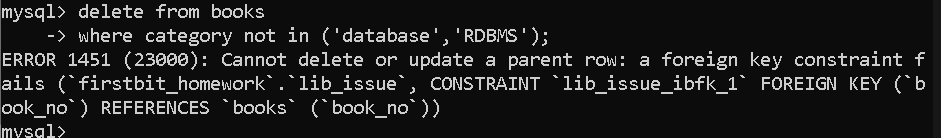 mysql> delete from books
    -> where category not in ('database','RDBMS');
ERROR 1451 (23000): Cannot delete or update a parent row: a foreign key constraint f
ails (`firstbit_homework`.`lib_issue`, CONSTRAINT `lib_issue_ibfk_1` FOREIGN KEY (`b
ook_no`) REFERENCES `books` (`book_no`))
mysql>